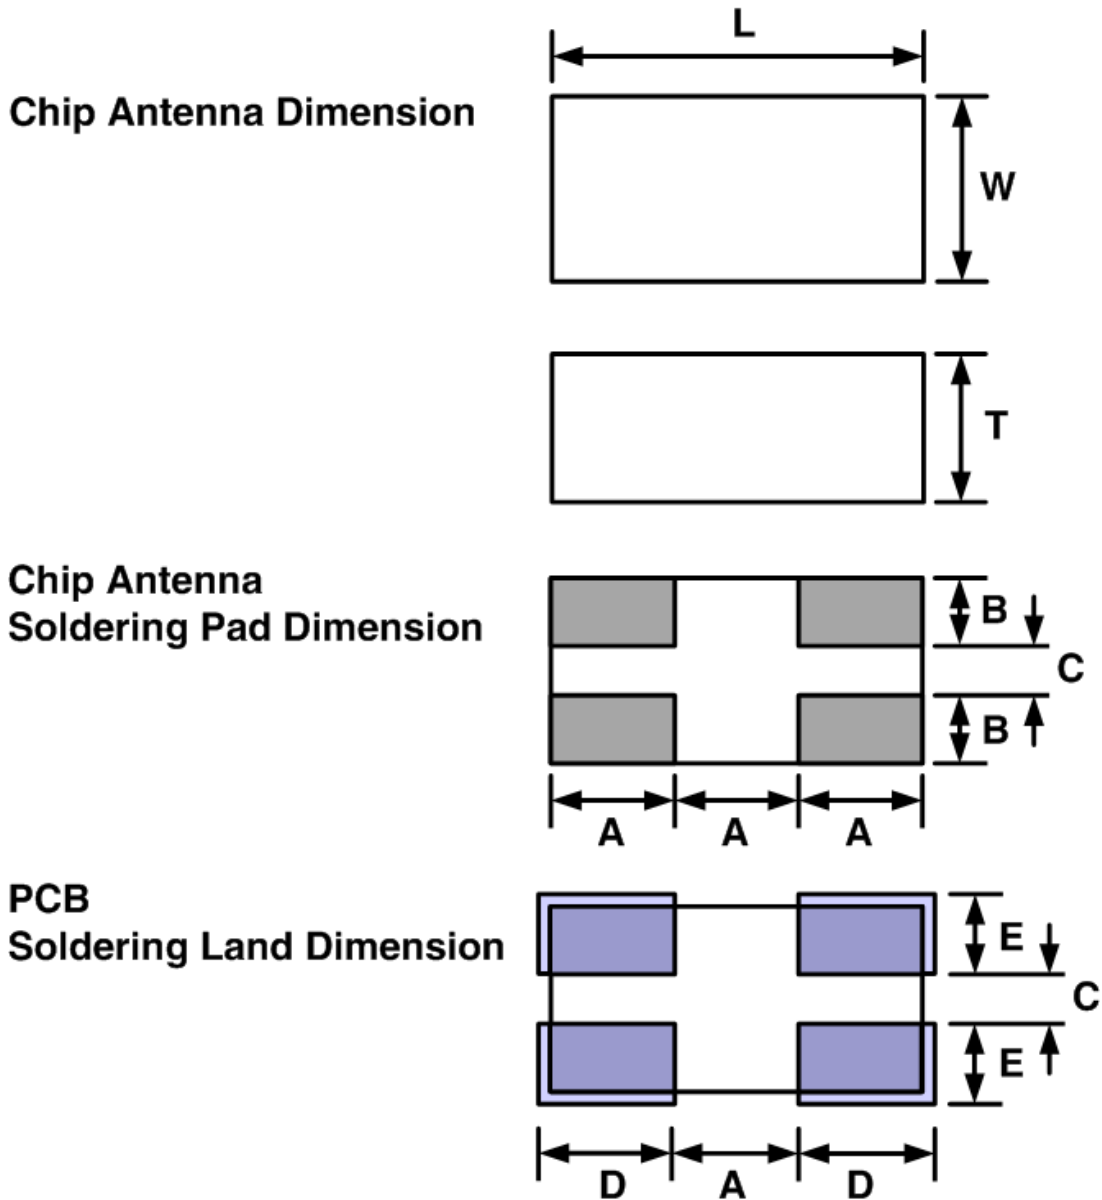 L
Chip Antenna Dimension
W
T
Chip Antenna
Soldering Pad Dimension
B
C
B
A A A
PCB
Soldering Land Dimension
E
C
E
D A D